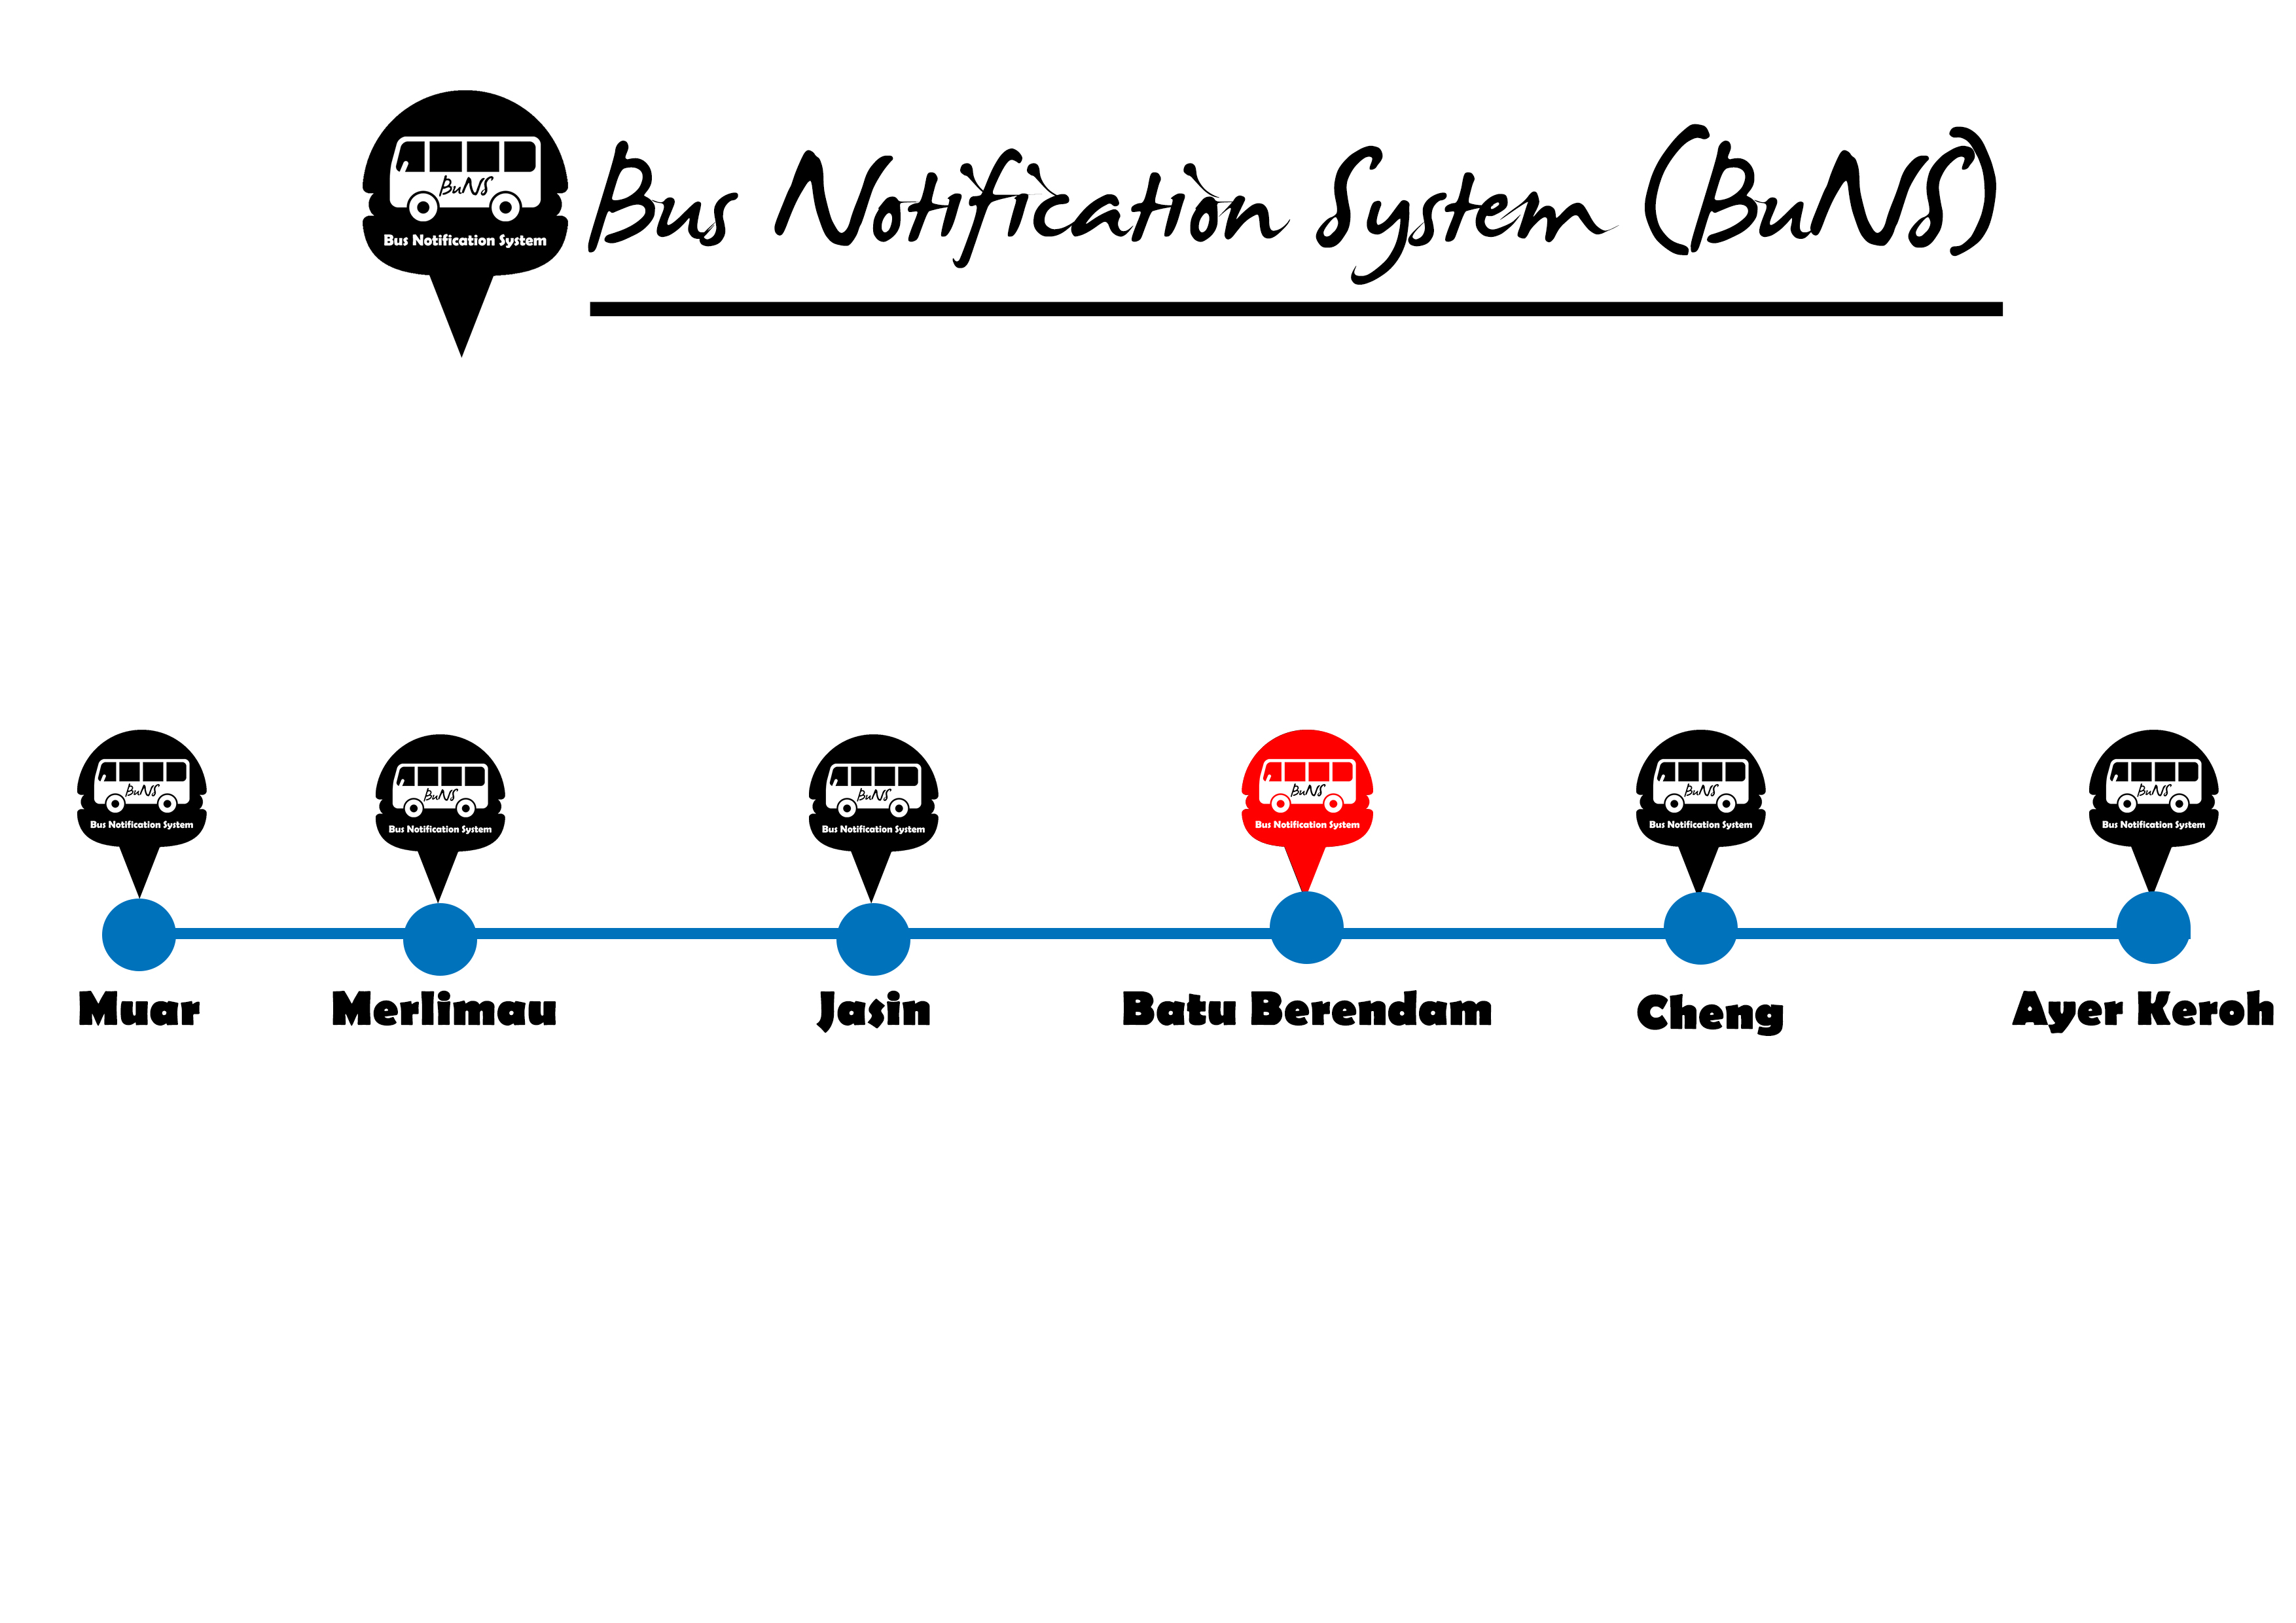 BuNS
Bus Notification System
Bus Notification System (BuNS)
BuNS
Bus Notification System
BuNS
Bus Notification System
BuNS
Bus Notification System
BuNS
Bus Notification System
BuNS
Bus Notification System
BuNS
Bus Notification System
Muar
Merlimau
Jasin
Batu Berendam
Cheng
Ayer Keroh